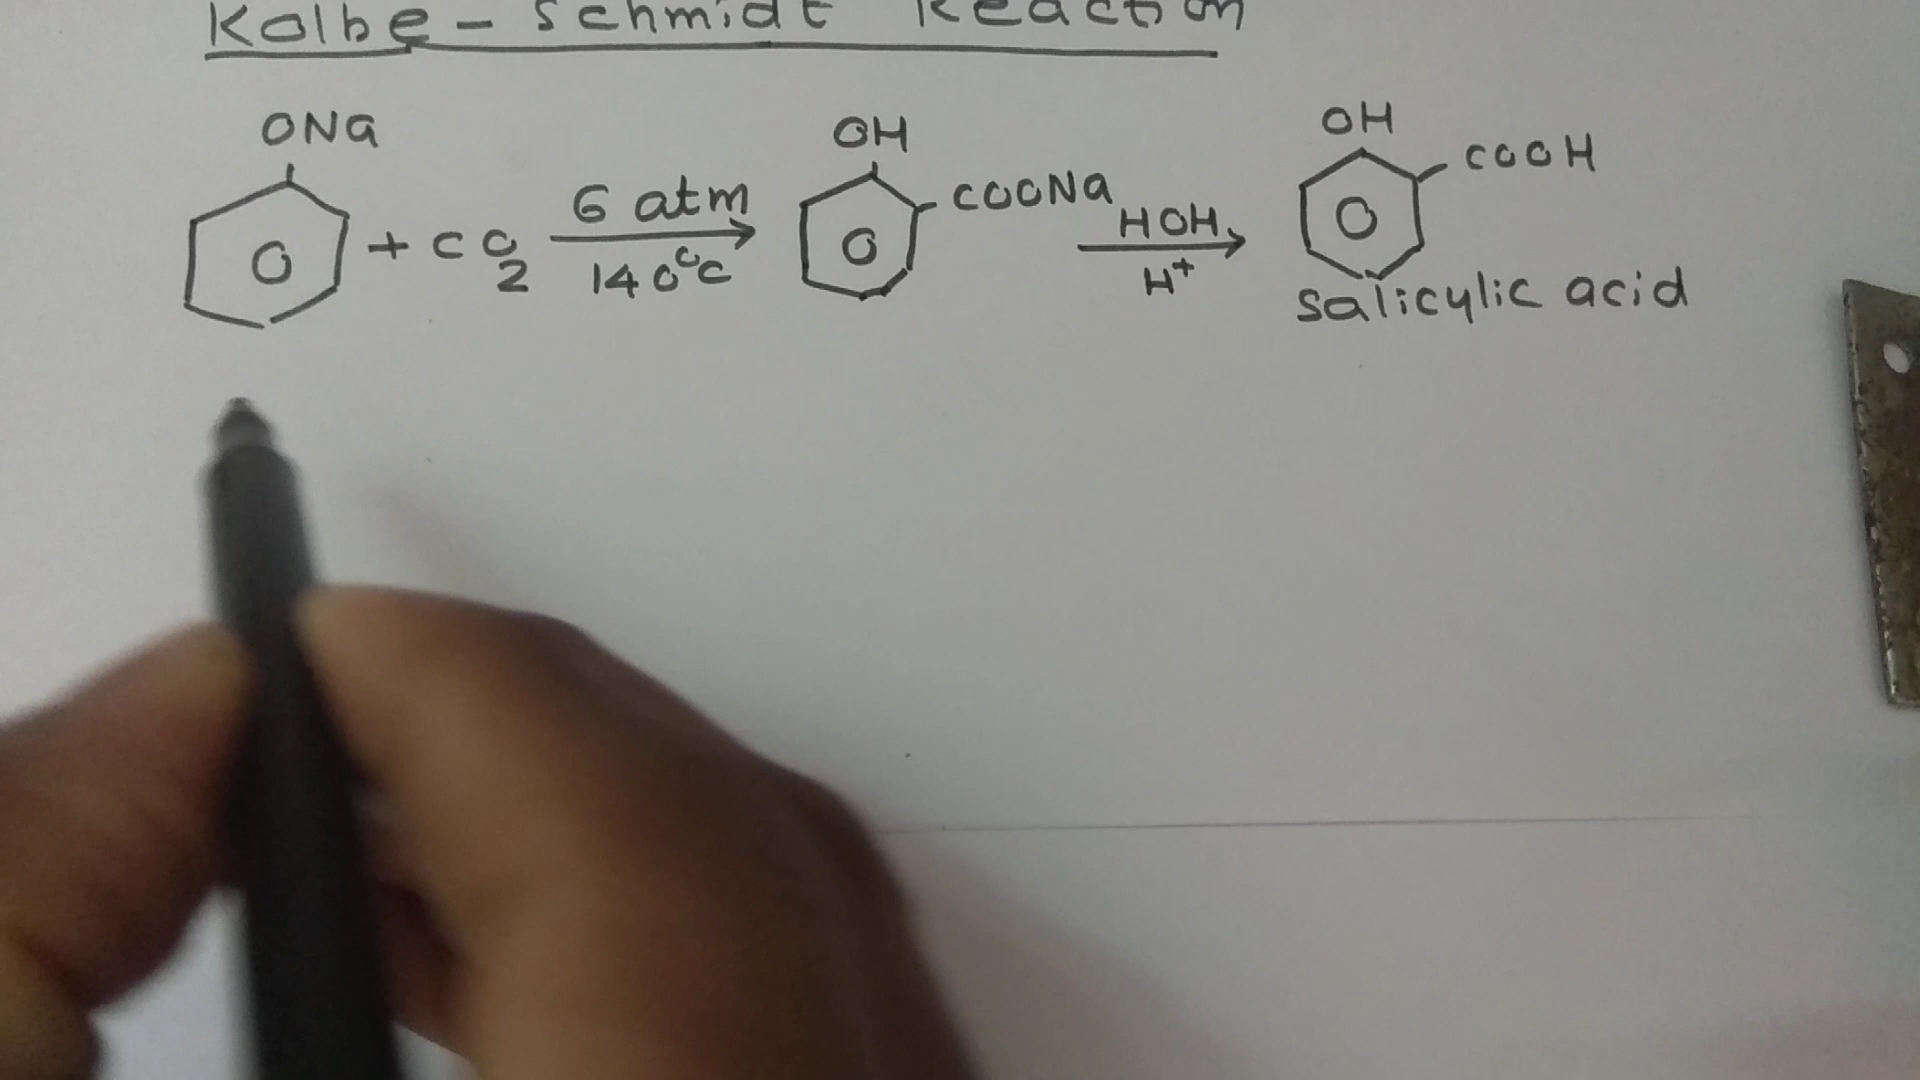 Kolbe - Schmidt Reaction
ONa + CO2 6 atm 140°C OH COONa HOH, H+ OH COOH
salicylic acid